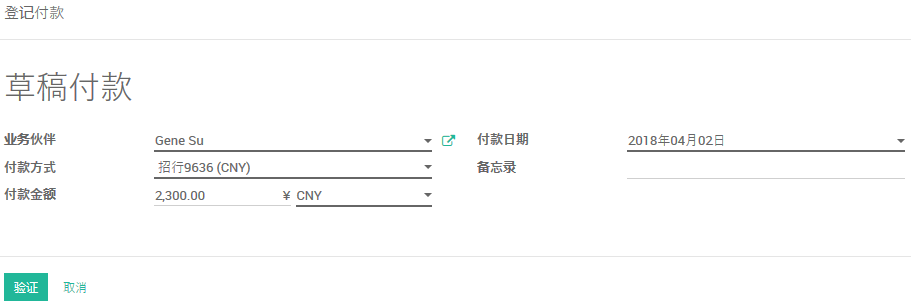 登记付款
草稿付款
业务伙伴 Gene Su 付款日期 2018年04月02日
付款方式 招行9636 (CNY) 备忘录
付款金额 2,300.00 ¥ CNY
验证 取消